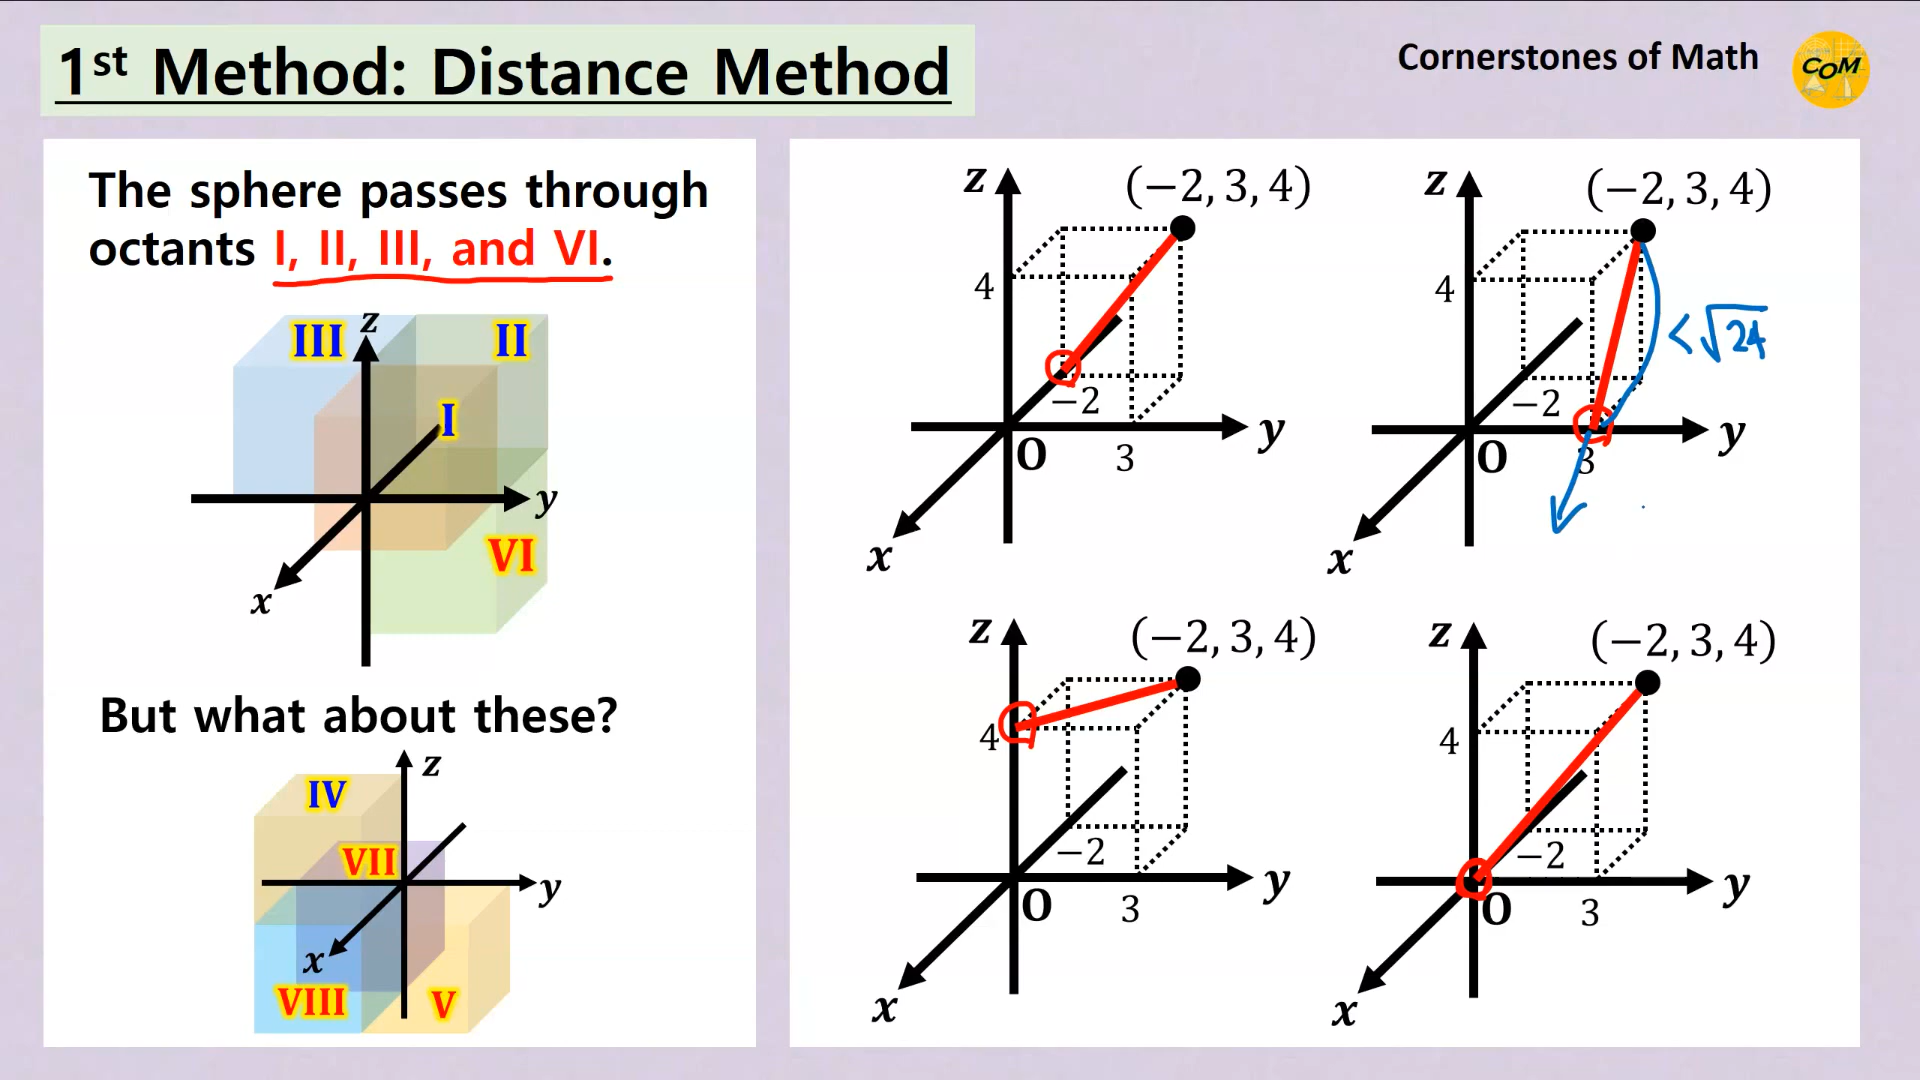 1st Method: Distance Method
Cornerstones of Math
COM
The sphere passes through
octants I, II, III, and VI.
III
z
II
I
y
VI
x
But what about these?
z
IV
VII
y
x
VIII
V
z
(−2, 3, 4)
4
−2
y
O
3
x
z
(−2, 3, 4)
4
< √24
−2
y
O
3
x
z
(−2, 3, 4)
4
−2
y
O
3
x
z
(−2, 3, 4)
4
−2
y
O
3
x